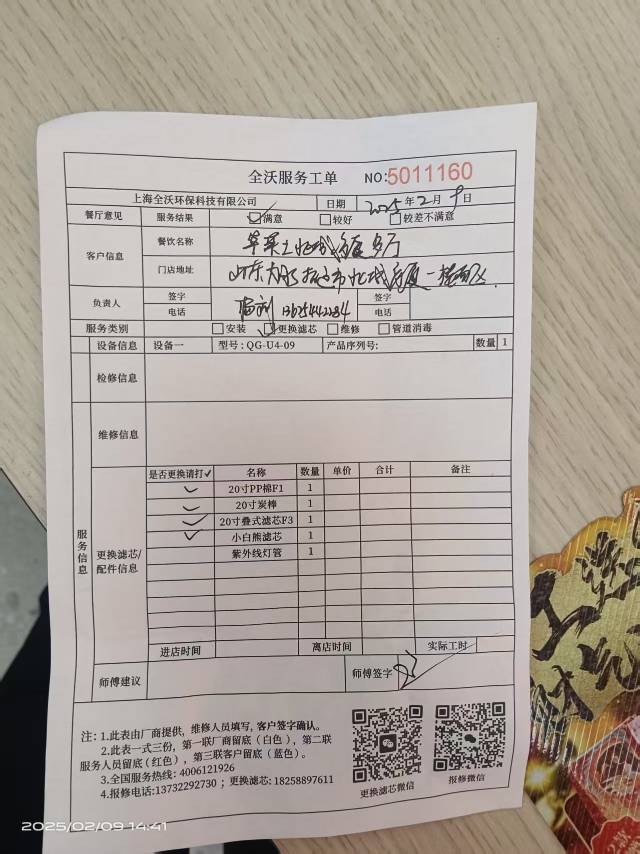 全沃服务工单 NO:5011160
上海全沃环保科技有限公司 日期 2025年2月9日
餐厅意见 服务结果 ☑满意 □较好 □较差不满意
客户信息 餐饮名称
门店地址 山东
负责人 签字 签字
电话 电话
服务类别 □安装 ☑更换滤芯 □维修 □管道消毒
设备信息 设备一 型号:QG-U4-09 产品序列号: 数量 1
检修信息
服务信息
维修信息
更换滤芯/配件信息
是否更换请打✓ 名称 数量 单价 合计 备注
✓ 20寸PP棉F1 1
✓ 20寸炭棒 1
✓ 20寸叠式滤芯F3 1
✓ 小白熊滤芯 1
紫外线灯管 1
进店时间 离店时间 实际工时
师傅建议 师傅签字
注: 1.此表由厂商提供, 维修人员填写, 客户签字确认。
2.此表一式三份, 第一联厂商留底(白色), 第二联
服务人员留底(红色), 第三联客户留底(蓝色)。
3.全国服务热线: 4006121926
4.报修电话:13732292730 ; 更换滤芯: 18258897611
更换滤芯微信 报修微信
2025/02/09 14:41